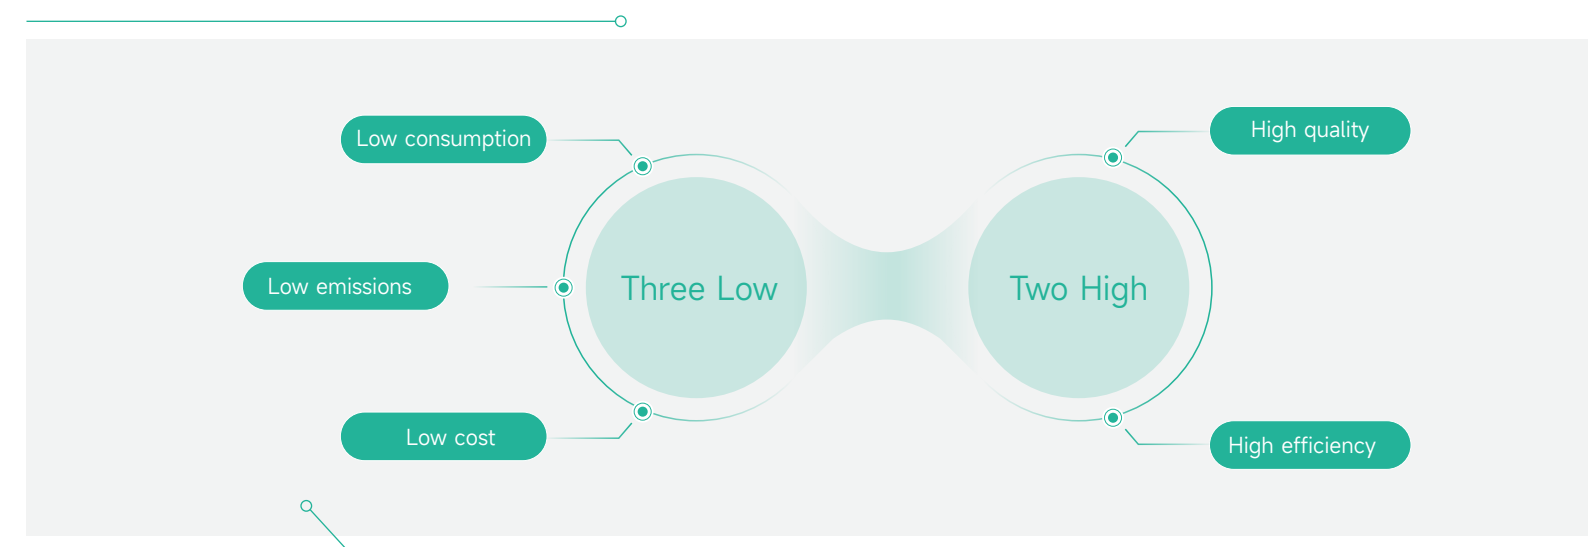 Low consumption
Low emissions
Low cost
Three Low
Two High
High quality
High efficiency